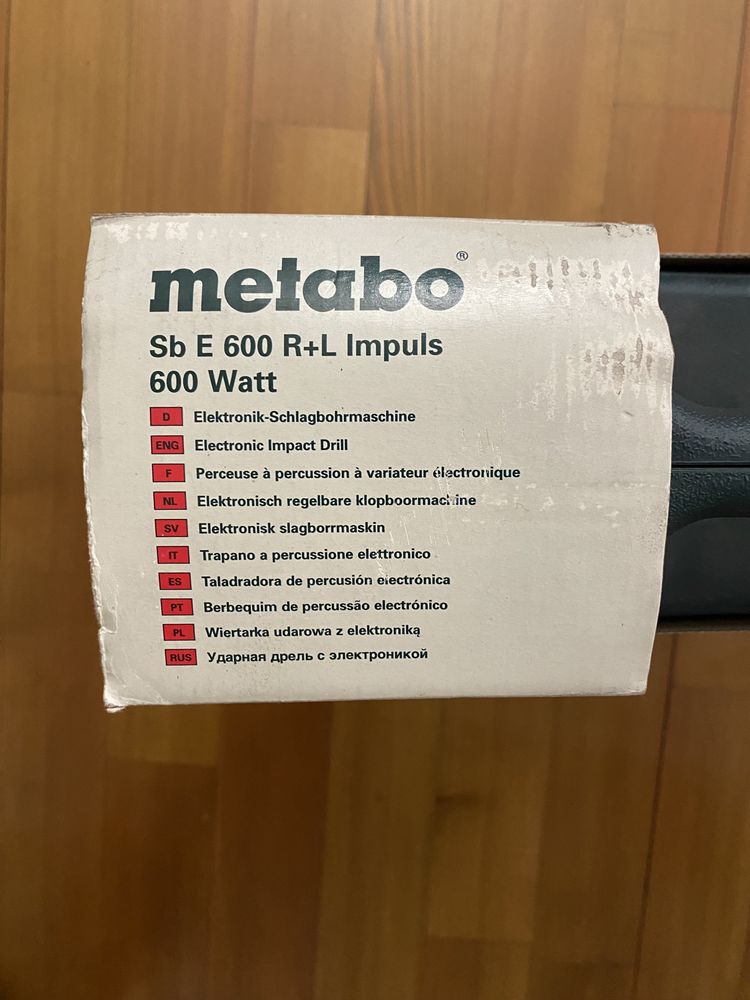 metabo®
Sb E 600 R+L Impuls
600 Watt
D Elektronik-Schlagbohrmaschine
ENG Electronic Impact Drill
F Perceuse à percussion à variateur électronique
NL Elektronisch regelbare klopboormachine
SV Elektronisk slagborrmaskin
IT Trapano a percussione elettronico
ES Taladradora de percusión electrónica
PT Berbequim de percussão electrónico
PL Wiertarka udarowa z elektroniką
RUS Ударная дрель с электроникой